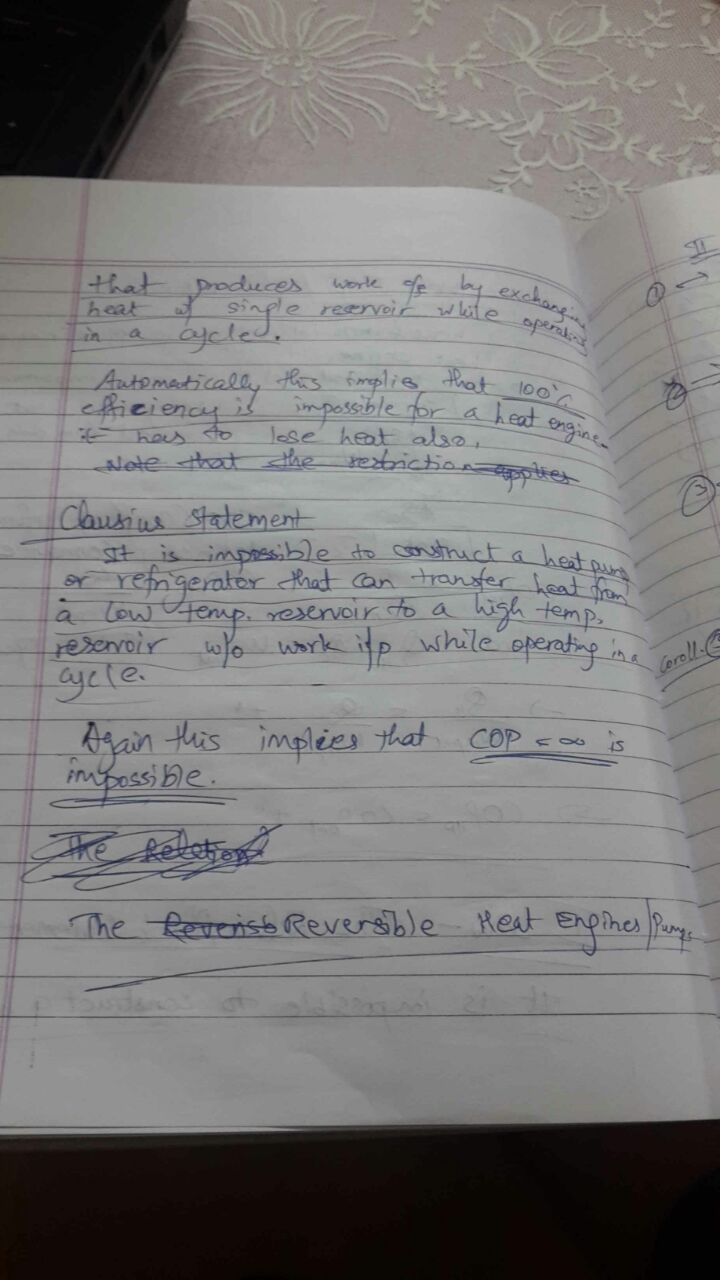 that produces work o/p by exchanging
heat w/ single reservoir while operating
in a cycle.
Automatically this implies that 100%
efficiency is impossible for a heat engine.
it has to lose heat also.
Note that the restriction applies
Clausius Statement
It is impossible to construct a heat pump
or refrigerator that can transfer heat from
a low temp. reservoir to a high temp.
reservoir w/o work i/p while operating in a
cycle.
Again this implies that COP = ∞ is
impossible.
The Relation
The Reversible Heat Engines/Pumps
II
①
②
③
Coroll.